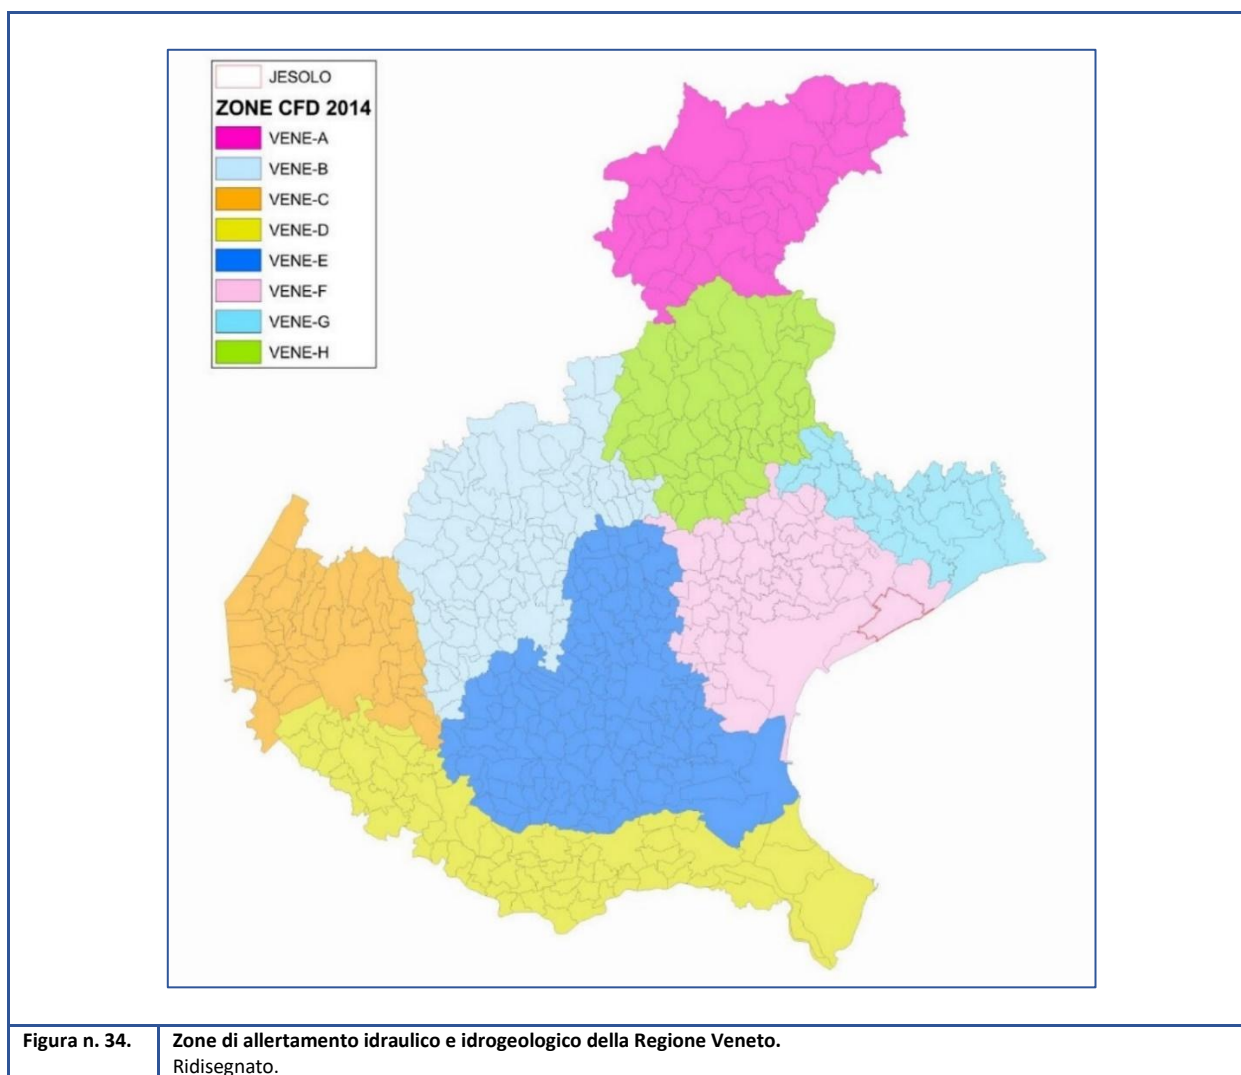 JESOLO
ZONE CFD 2014
VENE-A
VENE-B
VENE-C
VENE-D
VENE-E
VENE-F
VENE-G
VENE-H
Figura n. 34.
Zone di allertamento idraulico e idrogeologico della Regione Veneto.
Ridisegnato.